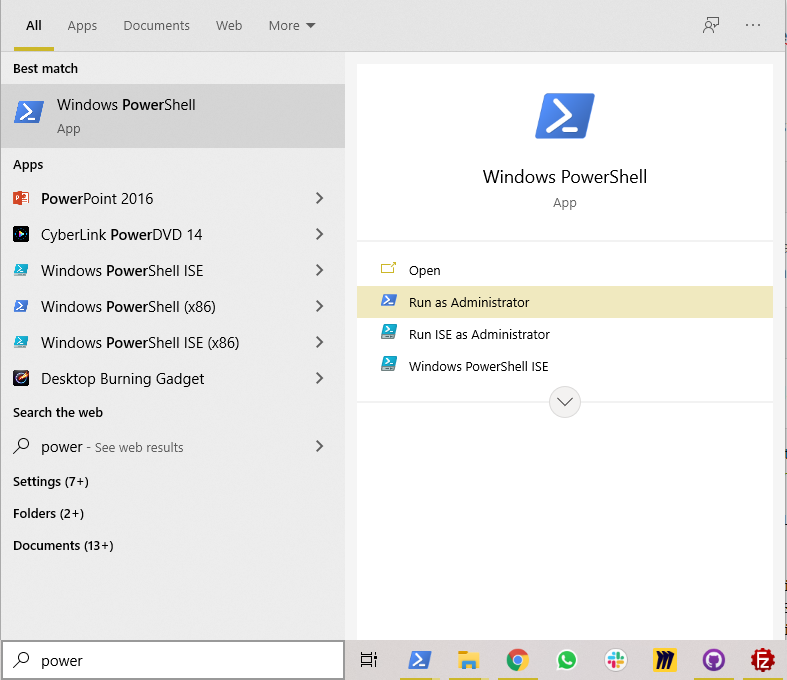 All Apps Documents Web More
Best match
Windows PowerShell
App
Apps
PowerPoint 2016
CyberLink PowerDVD 14
Windows PowerShell ISE
Windows PowerShell (x86)
Windows PowerShell ISE (x86)
Desktop Burning Gadget
Search the web
power - See web results
Settings (7+)
Folders (2+)
Documents (13+)
Windows PowerShell
App
Open
Run as Administrator
Run ISE as Administrator
Windows PowerShell ISE
power